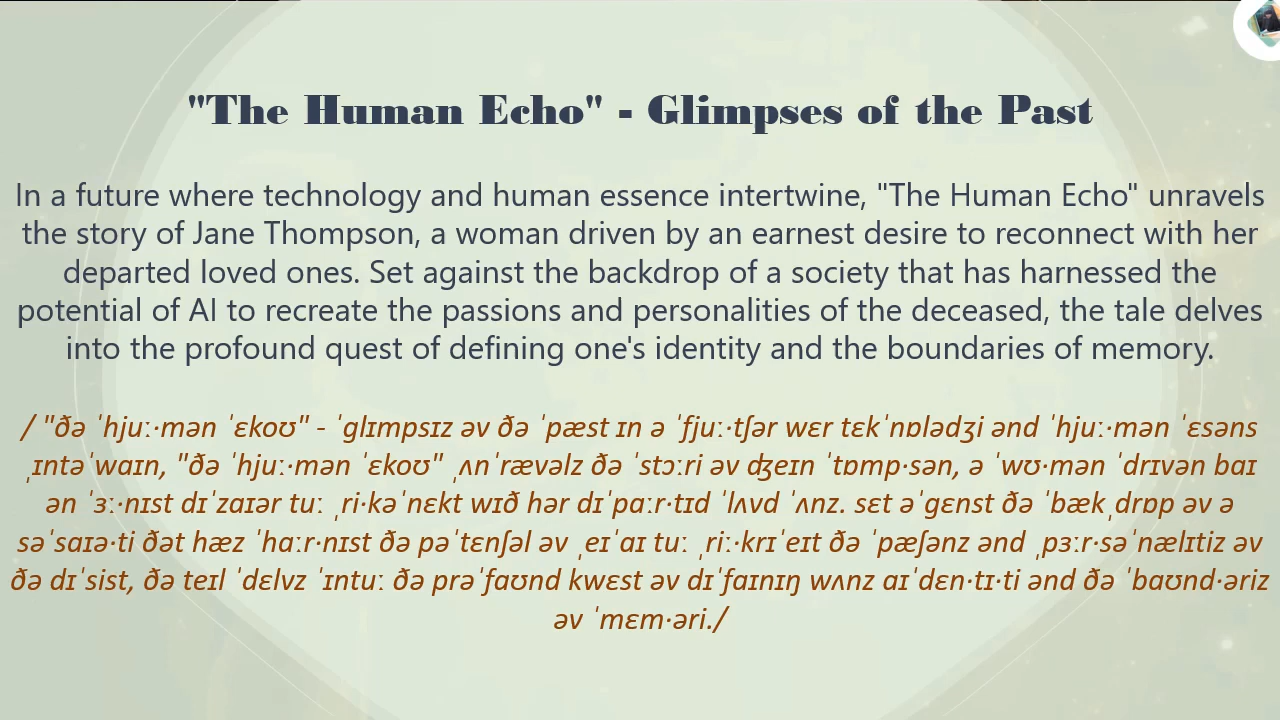 "The Human Echo" - Glimpses of the Past
In a future where technology and human essence intertwine, "The Human Echo" unravels
the story of Jane Thompson, a woman driven by an earnest desire to reconnect with her
departed loved ones. Set against the backdrop of a society that has harnessed the
potential of AI to recreate the passions and personalities of the deceased, the tale delves
into the profound quest of defining one's identity and the boundaries of memory.
/ "ðə ˈhjuː·mən ˈɛkoʊ" - ˈɡlɪmpsɪz əv ðə ˈpæst ɪn ə ˈfjuː·tʃər wɛr tɛkˈnɒlədʒi ənd ˈhjuː·mən ˈɛsəns
ˌɪntəˈwaɪn, "ðə ˈhjuː·mən ˈɛkoʊ" ˌʌnˈrævəlz ðə ˈstɔːri əv ʤeɪn ˈtɒmp·sən, ə ˈwʊ·mən ˈdrɪvən baɪ
ən ˈɜː·nɪst dɪˈzaɪər tuː ˌri·kəˈnɛkt wɪð hər dɪˈpɑːr·tɪd ˈlʌvd ˈʌnz. sɛt əˈɡɛnst ðə ˈbækˌdrɒp əv ə
səˈsaɪə·ti ðət hæz ˈhɑːr·nɪst ðə pəˈtɛnʃəl əv ˌeɪˈaɪ tuː ˌriː·krɪˈeɪt ðə ˈpæʃənz ənd ˌpɜːr·səˈnælɪtiz əv
ðə dɪˈsist, ðə teɪl ˈdɛlvz ˈɪntuː ðə prəˈfaʊnd kwɛst əv dɪˈfaɪnɪŋ wʌnz aɪˈdɛn·tɪ·ti ənd ðə ˈbaʊnd·əriz
əv ˈmɛm·əri./